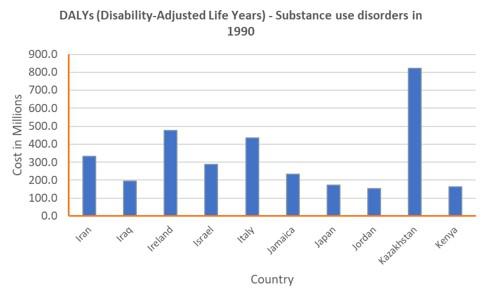 DALYs (Disability-Adjusted Life Years) - Substance use disorders in
1990
Cost in Millions
900.0
800.0
700.0
600.0
500.0
400.0
300.0
200.0
100.0
0.0
Iran
Iraq
Ireland
Israel
Italy
Jamaica
Japan
Jordan
Kazakhstan
Kenya
Country